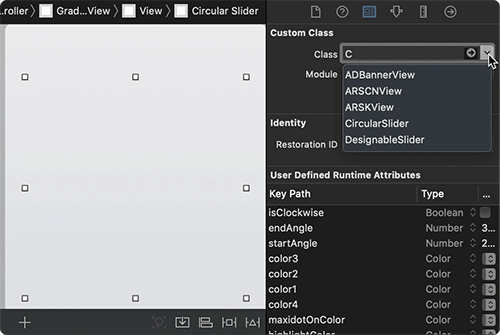 ...roller Grad...View View Circular Slider
Custom Class
Class C
Module
ADBannerView
ARSCNView
ARSKView
CircularSlider
DesignableSlider
Identity
Restoration ID
User Defined Runtime Attributes
Key Path Type ...
isClockwise Boolean
endAngle Number 3...
startAngle Number 2...
color3 Color
color2 Color
color1 Color
color4 Color
maxidotOnColor Color
highlightColor Color